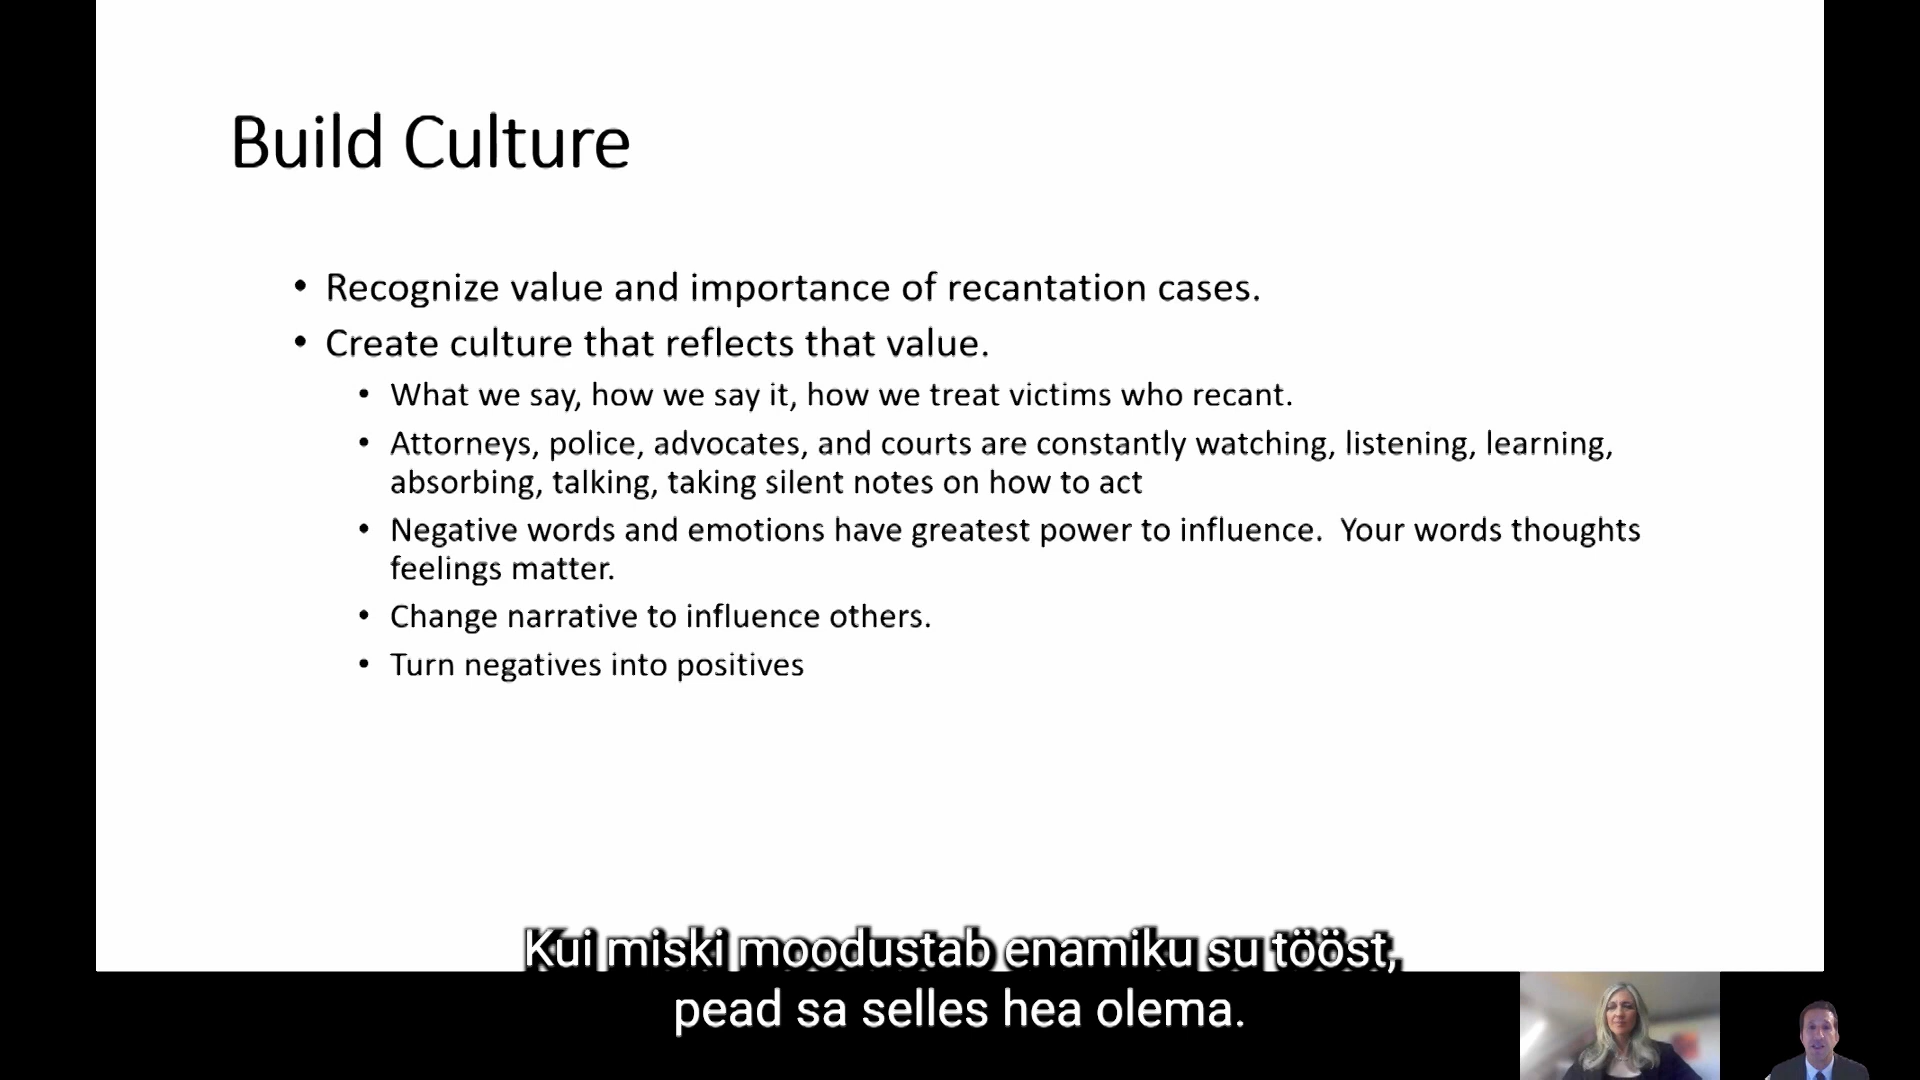 Build Culture
• Recognize value and importance of recantation cases.
• Create culture that reflects that value.
• What we say, how we say it, how we treat victims who recant.
• Attorneys, police, advocates, and courts are constantly watching, listening, learning,
absorbing, talking, taking silent notes on how to act
• Negative words and emotions have greatest power to influence.  Your words thoughts
feelings matter.
• Change narrative to influence others.
• Turn negatives into positives
Kui miski moodustab enamiku su tööst,
pead sa selles hea olema.